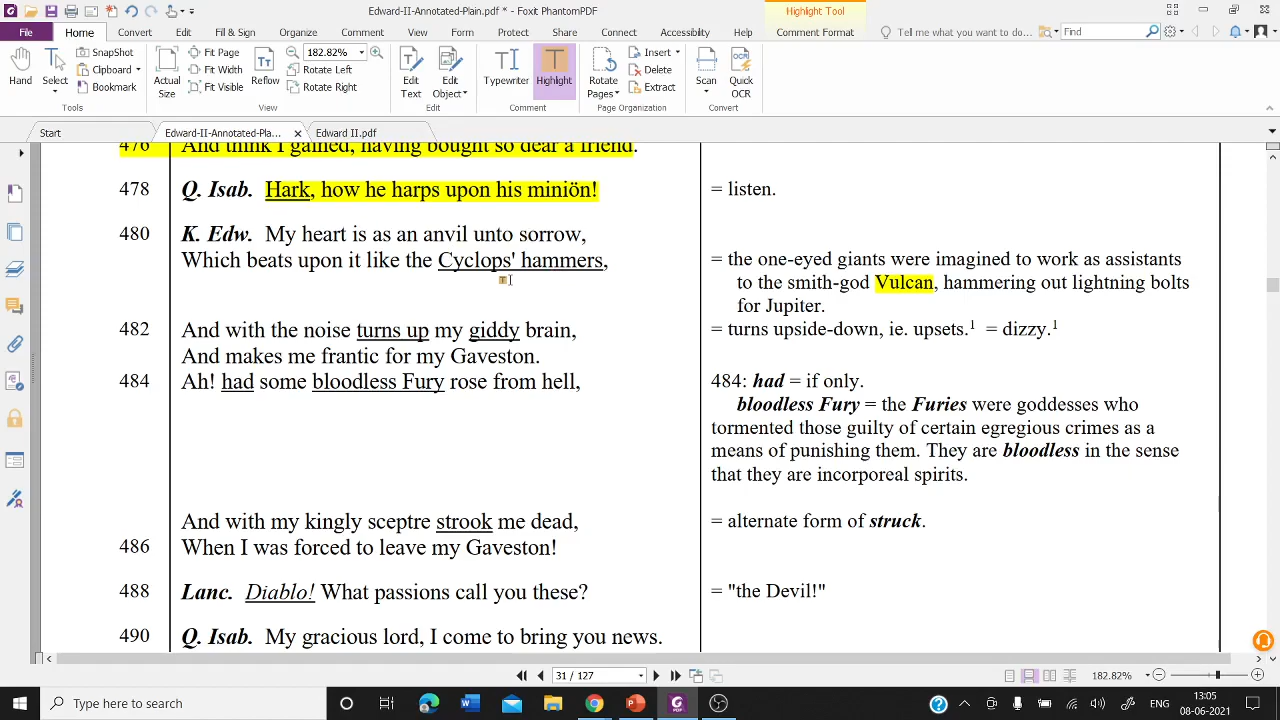 Edward-II-Annotated-Plain.pdf * - Foxit PhantomPDF
Highlight Tool
File Home Convert Edit Fill & Sign Organize Comment View Form Protect Share Connect Accessibility Help Comment Format Tell me what you want to do... Find
Hand Select SnapShot Clipboard Bookmark Actual Size Fit Page Fit Width Fit Visible Reflow 182.82% Rotate Left Rotate Right Edit Text Edit Object Typewriter Highlight Rotate Pages Insert Delete Extract Scan Quick OCR
Tools View Edit Comment Page Organization Convert
Start Edward-II-Annotated-Pla... Edward II.pdf
476 And think I gained, having bought so dear a friend.
478 Q. Isab. Hark, how he harps upon his miniön! = listen.
480 K. Edw. My heart is as an anvil unto sorrow,
Which beats upon it like the Cyclops' hammers, = the one-eyed giants were imagined to work as assistants
to the smith-god Vulcan, hammering out lightning bolts
for Jupiter.
482 And with the noise turns up my giddy brain, = turns upside-down, ie. upsets.1 = dizzy.1
And makes me frantic for my Gaveston.
484 Ah! had some bloodless Fury rose from hell, 484: had = if only.
bloodless Fury = the Furies were goddesses who
tormented those guilty of certain egregious crimes as a
means of punishing them. They are bloodless in the sense
that they are incorporeal spirits.
And with my kingly sceptre strook me dead, = alternate form of struck.
486 When I was forced to leave my Gaveston!
488 Lanc. Diablo! What passions call you these? = "the Devil!"
490 Q. Isab. My gracious lord, I come to bring you news.
31 / 127 182.82%
Type here to search ENG 13:05
08-06-2021